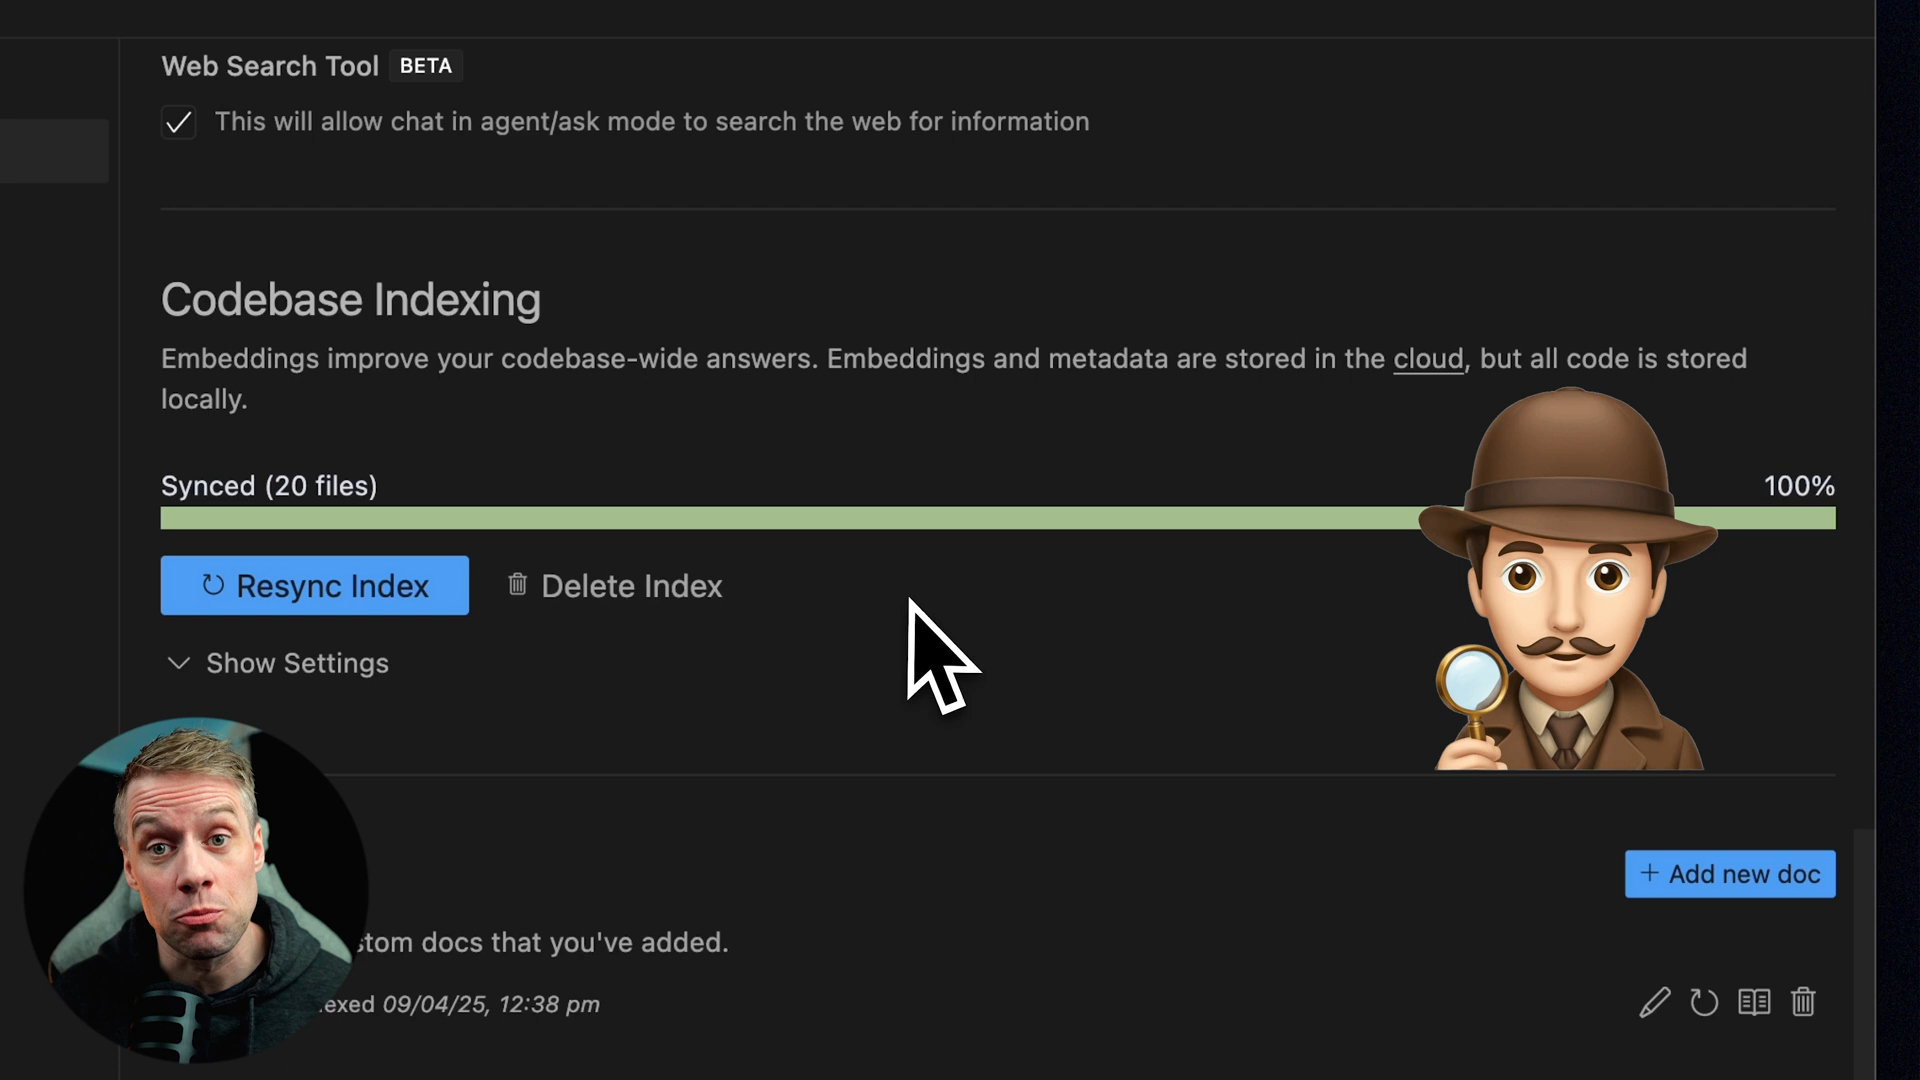 Web Search Tool BETA
This will allow chat in agent/ask mode to search the web for information
Codebase Indexing
Embeddings improve your codebase-wide answers. Embeddings and metadata are stored in the cloud, but all code is stored
locally.
Synced (20 files) 100%
Resync Index Delete Index
Show Settings
+ Add new doc
docs that you've added.
09/04/25, 12:38 pm